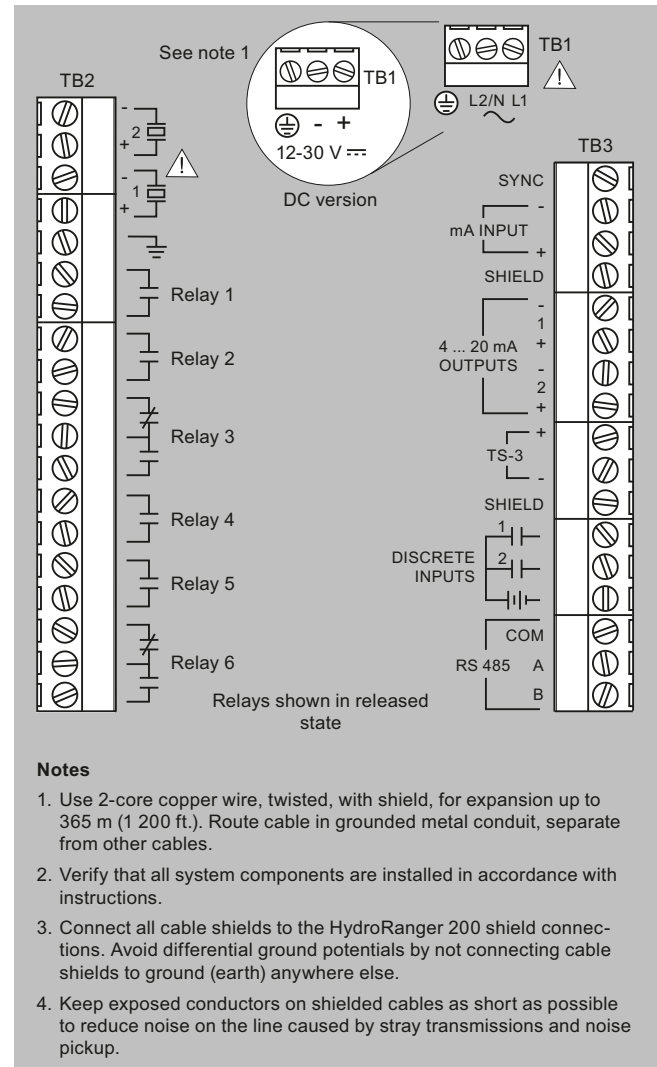 See note 1
TB1
TB1
L2/N L1
- +
12-30 V
DC version
TB2
-
2
+
-
1
+
Relay 1
Relay 2
Relay 3
Relay 4
Relay 5
Relay 6
TB3
SYNC
-
mA INPUT
+
SHIELD
-
1
4 ... 20 mA +
OUTPUTS -
2
+
+
TS-3
-
SHIELD
1
DISCRETE 2
INPUTS
COM
RS 485 A
B
Relays shown in released
state
Notes
1. Use 2-core copper wire, twisted, with shield, for expansion up to
365 m (1 200 ft.). Route cable in grounded metal conduit, separate
from other cables.
2. Verify that all system components are installed in accordance with
instructions.
3. Connect all cable shields to the HydroRanger 200 shield connec-
tions. Avoid differential ground potentials by not connecting cable
shields to ground (earth) anywhere else.
4. Keep exposed conductors on shielded cables as short as possible
to reduce noise on the line caused by stray transmissions and noise
pickup.